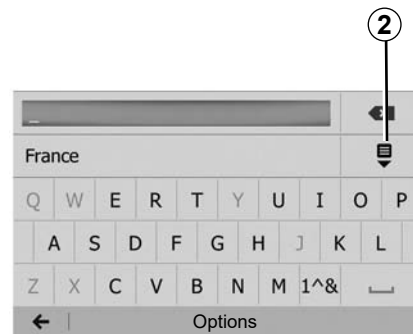 2
_
France
Q W E R T Y U I O P
A S D F G H J K L
Z X C V B N M 1^&
Options